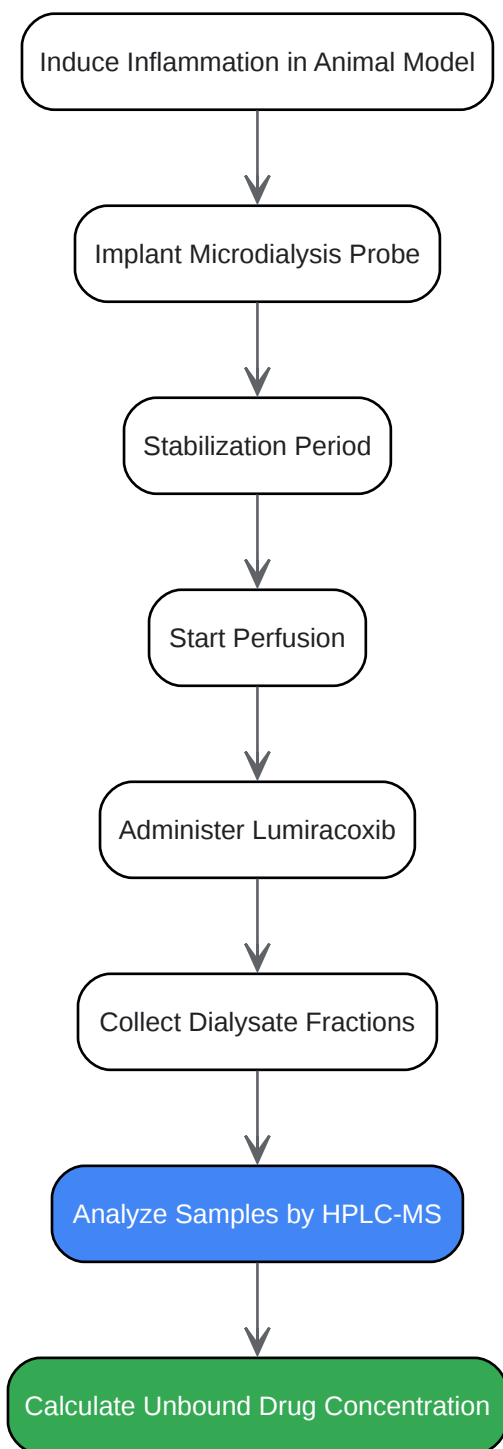 Induce Inflammation in Animal Model
Implant Microdialysis Probe
Stabilization Period
Start Perfusion
Administer Lumiracoxib
Collect Dialysate Fractions
Analyze Samples by HPLC-MS
Calculate Unbound Drug Concentration